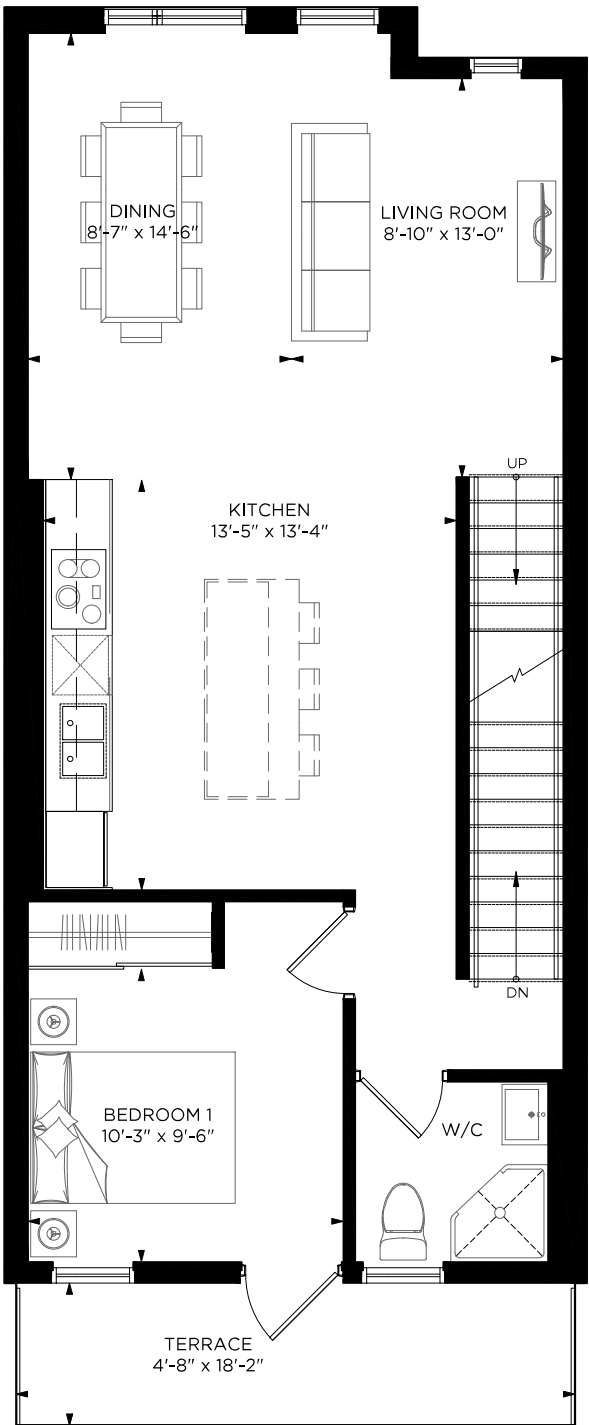 DINING
8'-7" x 14'-6"
LIVING ROOM
8'-10" x 13'-0"
UP
KITCHEN
13'-5" x 13'-4"
DN
BEDROOM 1
10'-3" x 9'-6"
W/C
TERRACE
4'-8" x 18'-2"